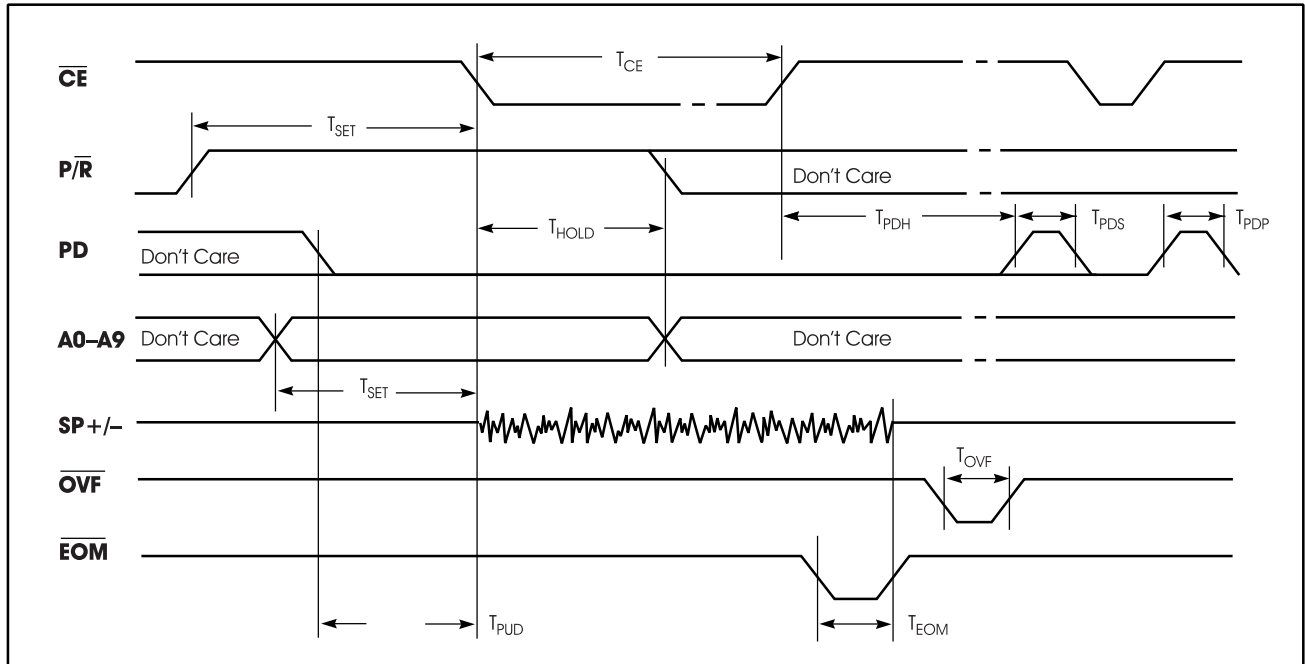 CE
T_CE
T_SET
P/R
Don't Care
T_HOLD
T_PDH
T_PDS
T_PDP
PD
Don't Care
A0–A9
Don't Care
Don't Care
T_SET
SP+/–
T_OVF
OVF
EOM
T_PUD
T_EOM